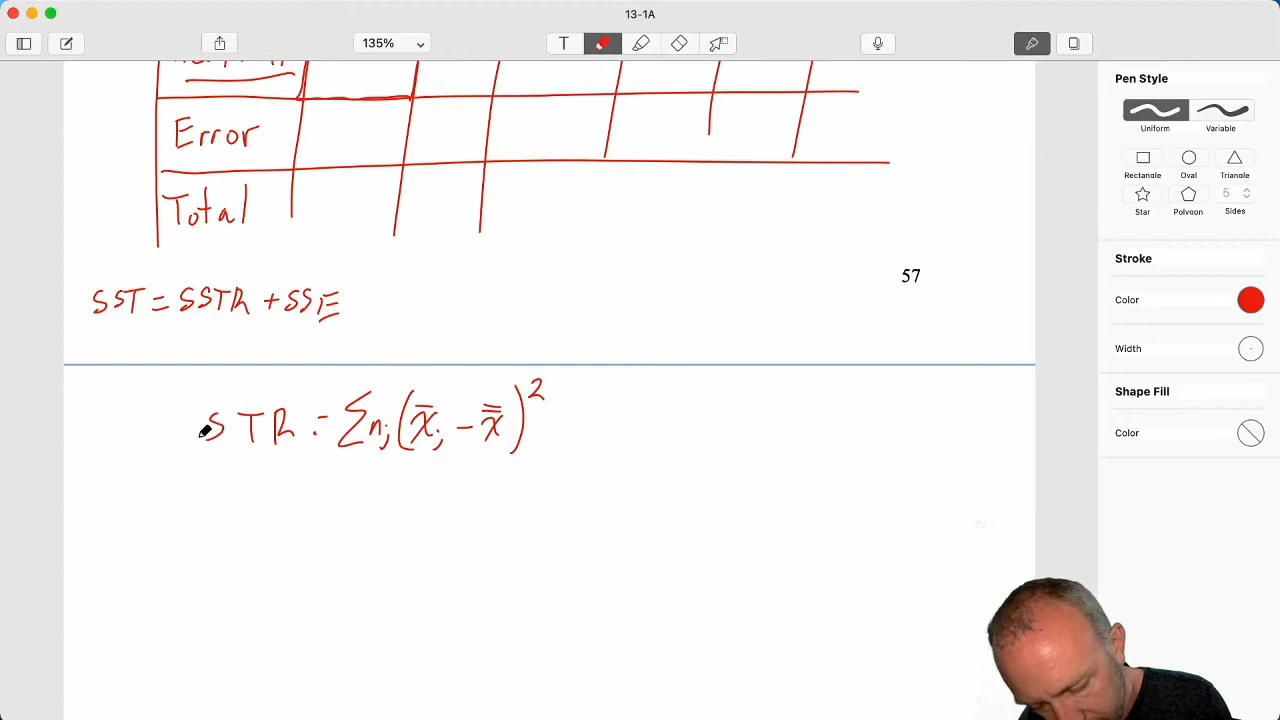 13-1A
135%
T
Pen Style
Uniform
Variable
Rectangle
Oval
Triangle
5
Star
Polygon
Sides
Stroke
Color
Width
Shape Fill
Color
Error
Total
57
SST = SSTR + SSE
STR = Σnⱼ(x̄ⱼ - x̿)²